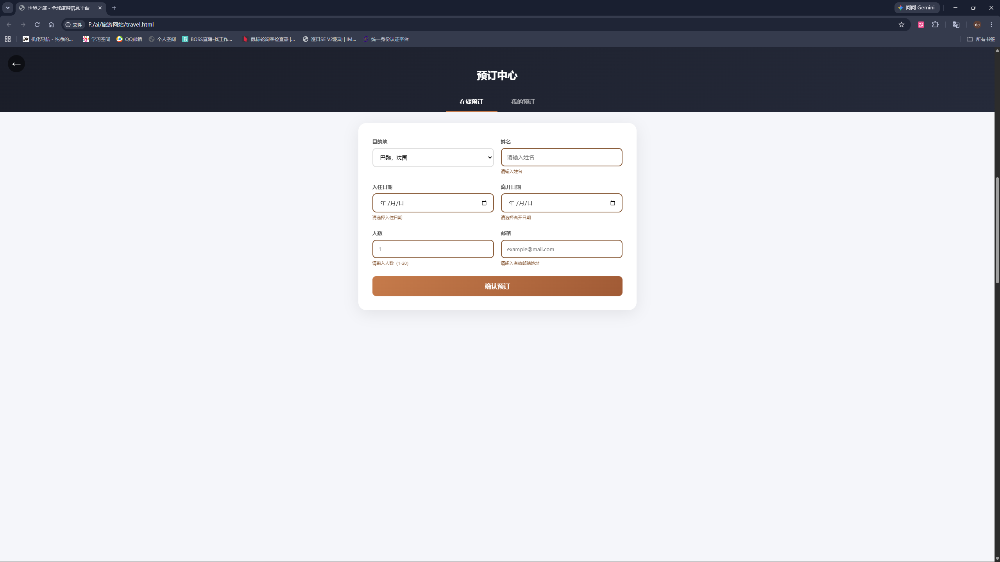 世界之旅 - 全球旅游信息平台
问问 Gemini
文件
F:/ai/旅游网站/travel.html
dc
机佬导航 - 纯净的...
学习空间
QQ邮箱
个人空间
BOSS直聘-找工作...
鼠标轮询率检查器 |...
逐日SE V2驱动 | IM...
统一身份认证平台
所有书签
预订中心
在线预订
我的预订
目的地
姓名
巴黎，法国
请输入姓名
请输入姓名
入住日期
离开日期
年 /月/日
年 /月/日
请选择入住日期
请选择离开日期
人数
邮箱
1
example@mail.com
请输入人数（1-20）
请输入有效邮箱地址
确认预订